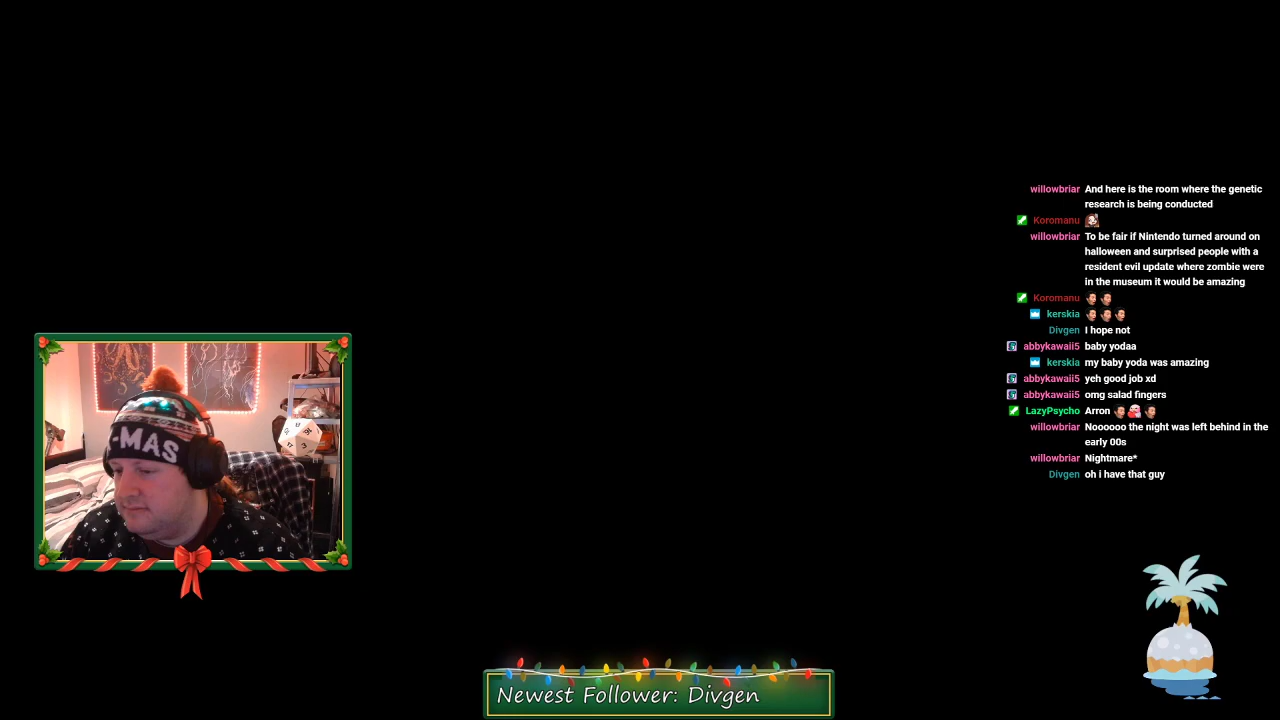 willowbriar And here is the room where the genetic
research is being conducted
Koromanu
willowbriar To be fair if Nintendo turned around on
halloween and surprised people with a
resident evil update where zombie were
in the museum it would be amazing
Koromanu
kerskia
Divgen I hope not
abbykawaii5 baby yodaa
kerskia my baby yoda was amazing
abbykawaii5 yeh good job xd
abbykawaii5 omg salad fingers
LazyPsycho Arron
willowbriar Noooooo the night was left behind in the
early 00s
willowbriar Nightmare*
Divgen oh i have that guy
-MAS
Newest Follower: Divgen